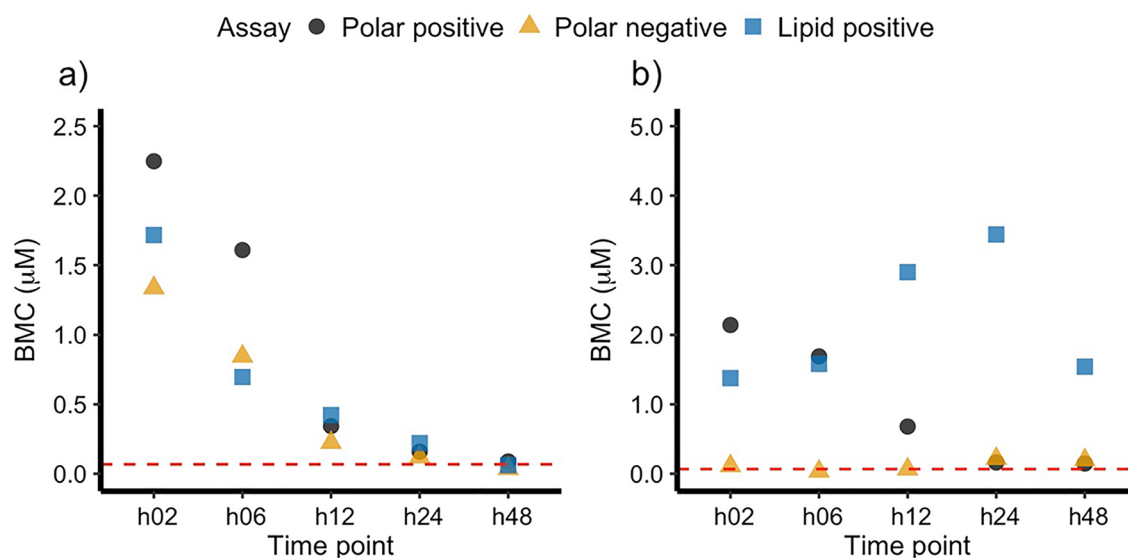 Assay Polar positive Polar negative Lipid positive
a)
BMC (μM)
2.5
2.0
1.5
1.0
0.5
0.0
h02 h06 h12 h24 h48
Time point
b)
BMC (μM)
5.0
4.0
3.0
2.0
1.0
0.0
h02 h06 h12 h24 h48
Time point